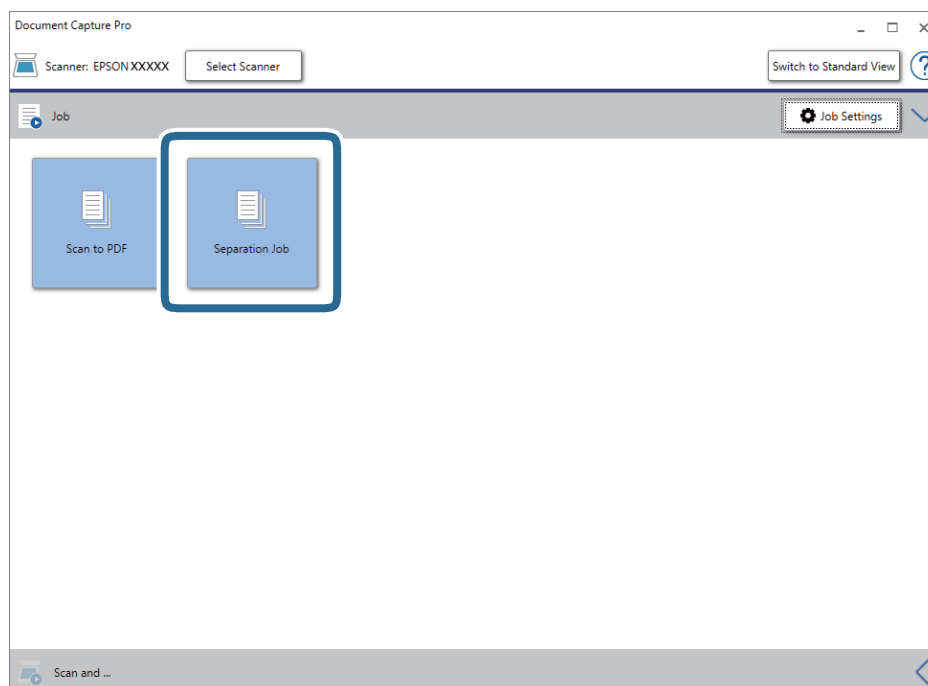 Document Capture Pro
Scanner: EPSON XXXXX
Select Scanner
Switch to Standard View
?
Job
Job Settings
Scan to PDF
Separation Job
Scan and ...